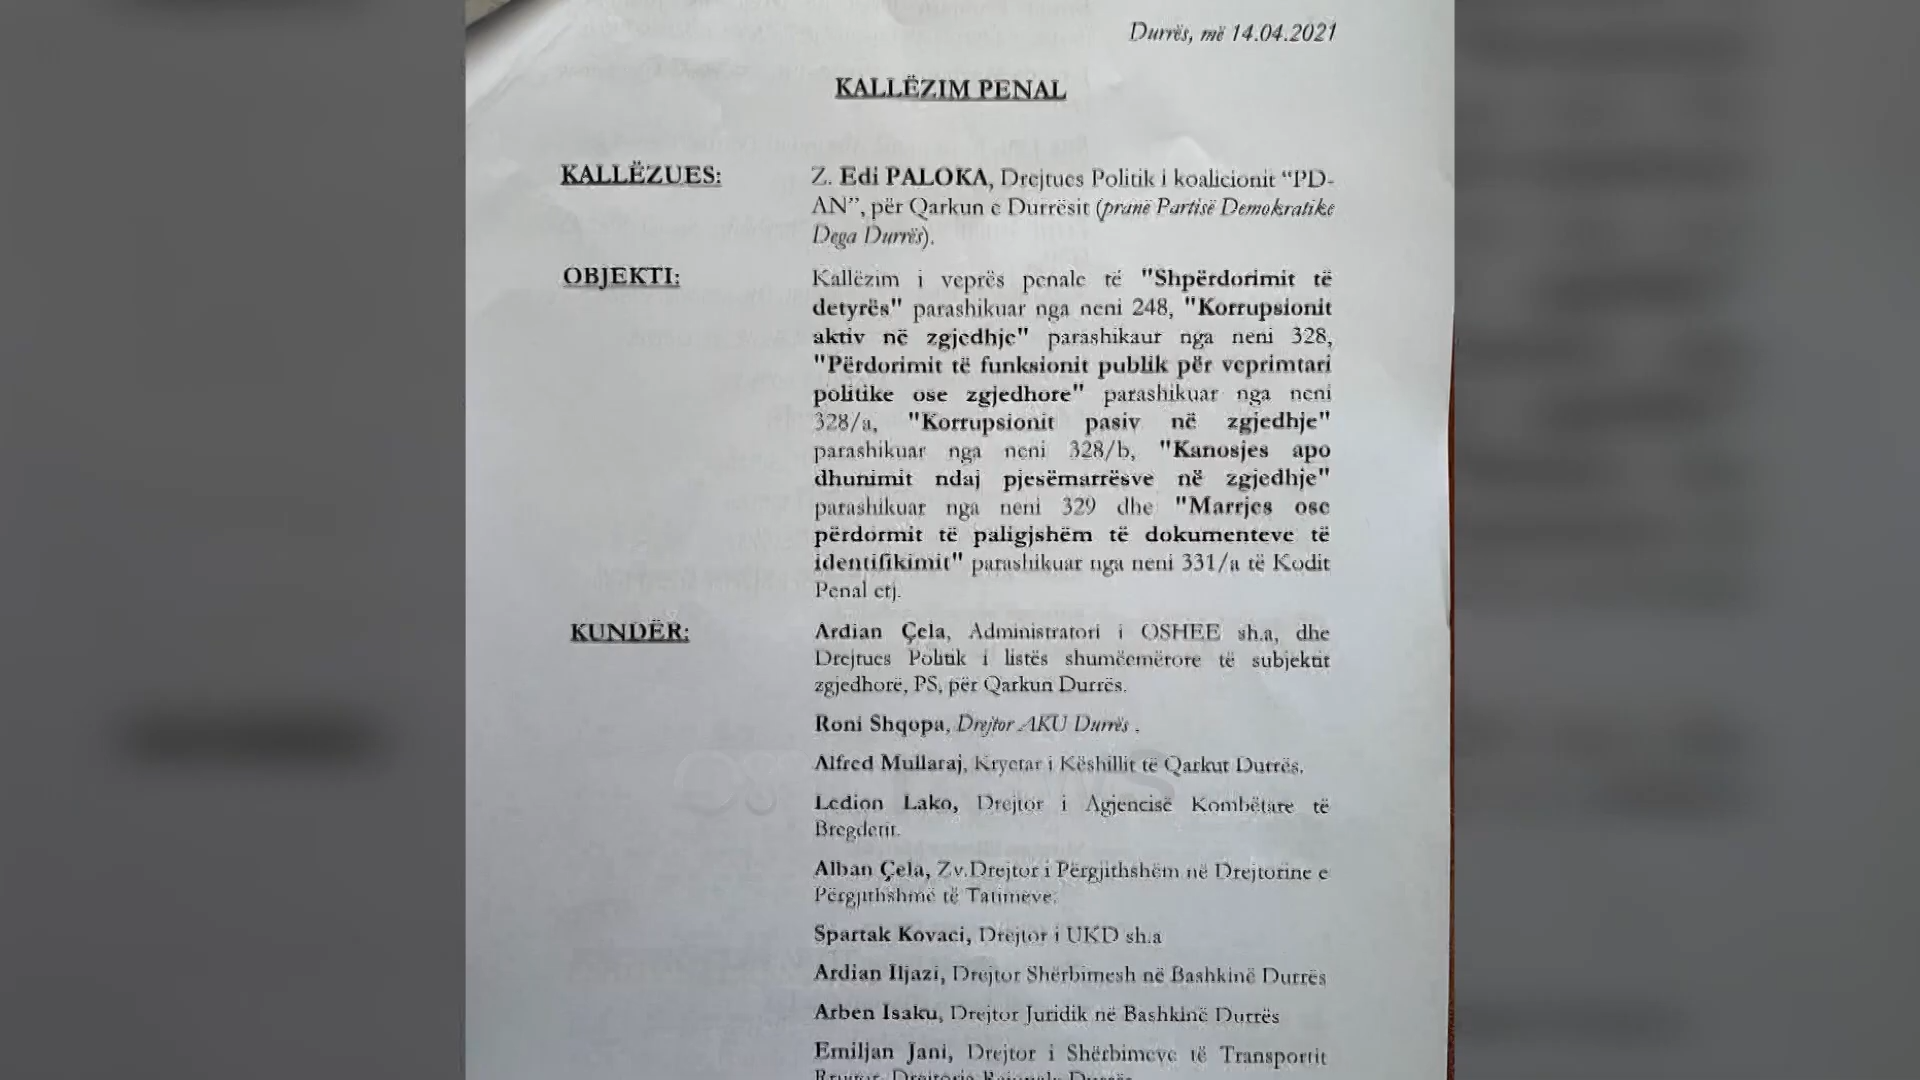 Durrës, më 14.04.2021
KALLËZIM PENAL
KALLËZUES:
Z. Edi PALOKA, Drejtues Politik i koalicionit “PD-
AN”, për Qarkun e Durrësit (pranë Partisë Demokratike
Dega Durrës).
OBJEKTI:
Kallëzim i veprës penale të "Shpërdorimit të
detyrës" parashikuar nga neni 248, "Korrupsionit
aktiv në zgjedhje" parashikaur nga neni 328,
"Përdorimit të funksionit publik për veprimtari
politike ose zgjedhore" parashikuar nga neni
328/a, "Korrupsionit pasiv në zgjedhje"
parashikuar nga neni 328/b, "Kanosjes apo
dhunimit ndaj pjesëmarrësve në zgjedhje"
parashikuar nga neni 329 dhe "Marrjes ose
përdormit të paligjshëm të dokumenteve të
identifikimit" parashikuar nga neni 331/a të Kodit
Penal etj.
KUNDËR:
Ardian Çela, Administratori i OSHEE sh.a, dhe
Drejtues Politik i listës shumëemërore të subjektit
zgjedhorë, PS, për Qarkun Durrës.
Roni Shqopa, Drejtor AKU Durrës .
Alfred Mullaraj, Kryetar i Këshillit të Qarkut Durrës.
Ledion Lako, Drejtor i Agjencisë Kombëtare të
Bregdetit.
Alban Çela, Zv.Drejtor i Përgjithshëm në Drejtorinë e
Përgjithshme të Tatimeve.
Spartak Kovaci, Drejtor i UKD sh.a
Ardian Iljazi, Drejtor Shërbimesh në Bashkinë Durrës
Arben Isaku, Drejtor Juridik në Bashkinë Durrës
Emiljan Jani, Drejtor i Shërbimeve të Transportit